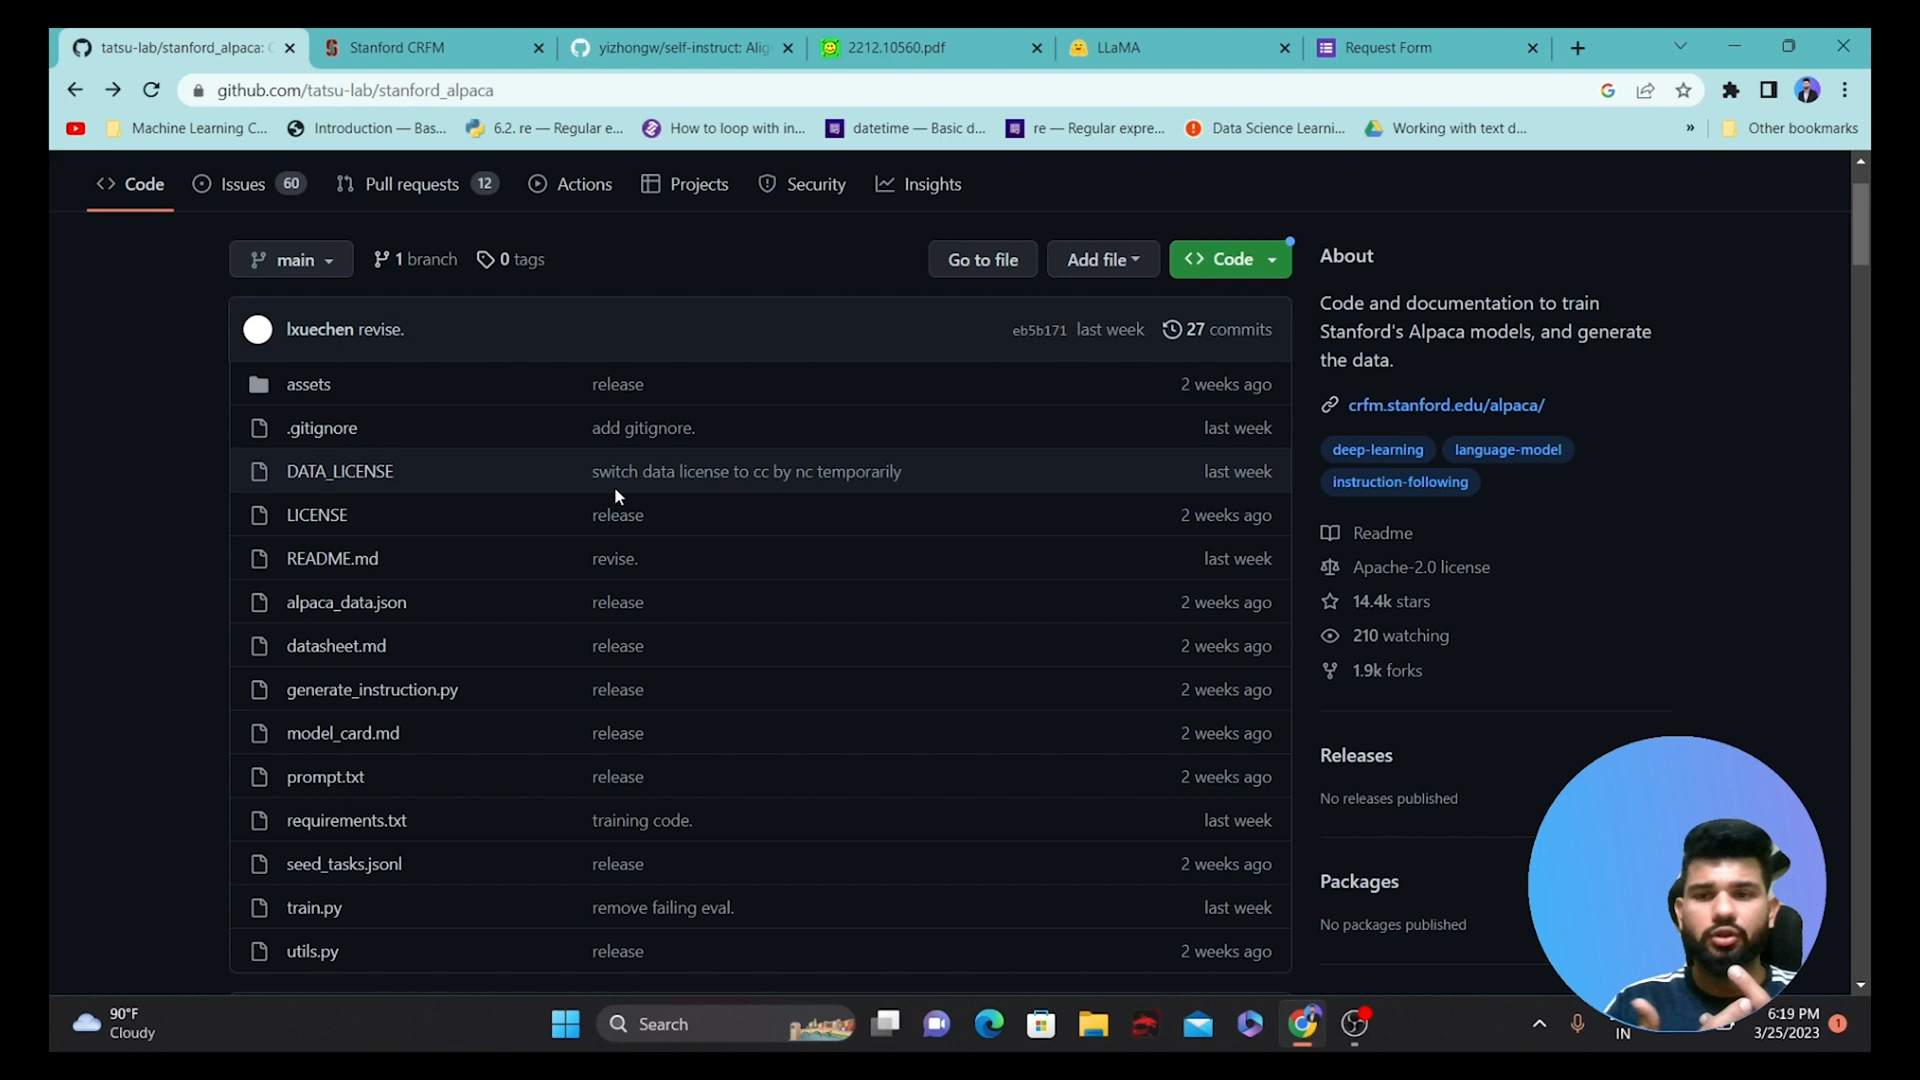 tatsu-lab/stanford_alpaca: C
Stanford CRFM
yizhongw/self-instruct: Alig
2212.10560.pdf
LLaMA
Request Form
github.com/tatsu-lab/stanford_alpaca
Machine Learning C...
Introduction — Bas...
6.2. re — Regular e...
How to loop with in...
datetime — Basic d...
re — Regular expre...
Data Science Learni...
Working with text d...
»
Other bookmarks
Code
Issues 60
Pull requests 12
Actions
Projects
Security
Insights
main
1 branch
0 tags
Go to file
Add file
Code
lxuechen revise.
eb5b171 last week
27 commits
assets release 2 weeks ago
.gitignore add gitignore. last week
DATA_LICENSE switch data license to cc by nc temporarily last week
LICENSE release 2 weeks ago
README.md revise. last week
alpaca_data.json release 2 weeks ago
datasheet.md release 2 weeks ago
generate_instruction.py release 2 weeks ago
model_card.md release 2 weeks ago
prompt.txt release 2 weeks ago
requirements.txt training code. last week
seed_tasks.jsonl release 2 weeks ago
train.py remove failing eval. last week
utils.py release 2 weeks ago
About
Code and documentation to train
Stanford's Alpaca models, and generate
the data.
crfm.stanford.edu/alpaca/
deep-learning language-model
instruction-following
Readme
Apache-2.0 license
14.4k stars
210 watching
1.9k forks
Releases
No releases published
Packages
No packages published
90°F
Cloudy
Search
IN
6:19 PM
3/25/2023
1